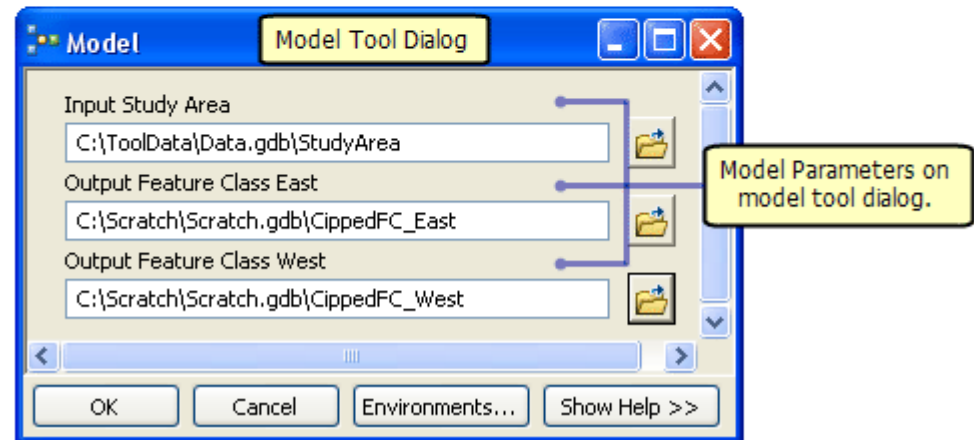 Model
Model Tool Dialog
Input Study Area
C:\ToolData\Data.gdb\StudyArea
Output Feature Class East
C:\Scratch\Scratch.gdb\CippedFC_East
Output Feature Class West
C:\Scratch\Scratch.gdb\CippedFC_West
Model Parameters on
model tool dialog.
OK
Cancel
Environments...
Show Help >>